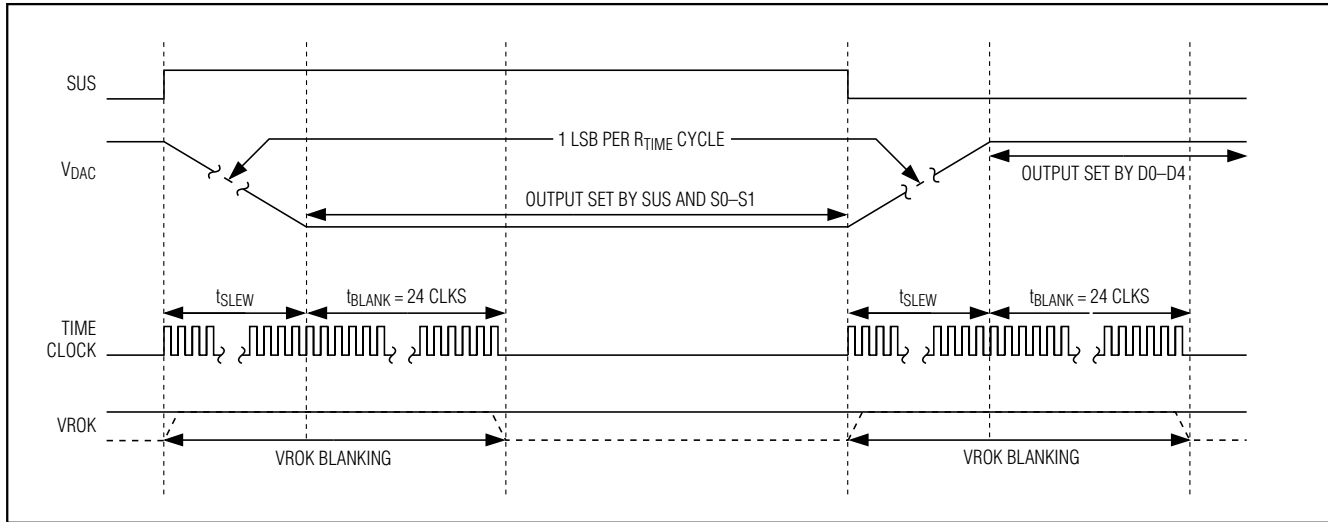 SUS
1 LSB PER RTIME CYCLE
VDAC
OUTPUT SET BY D0–D4
OUTPUT SET BY SUS AND S0–S1
tSLEW
tBLANK = 24 CLKS
tSLEW
tBLANK = 24 CLKS
TIME
CLOCK
VROK
VROK BLANKING
VROK BLANKING